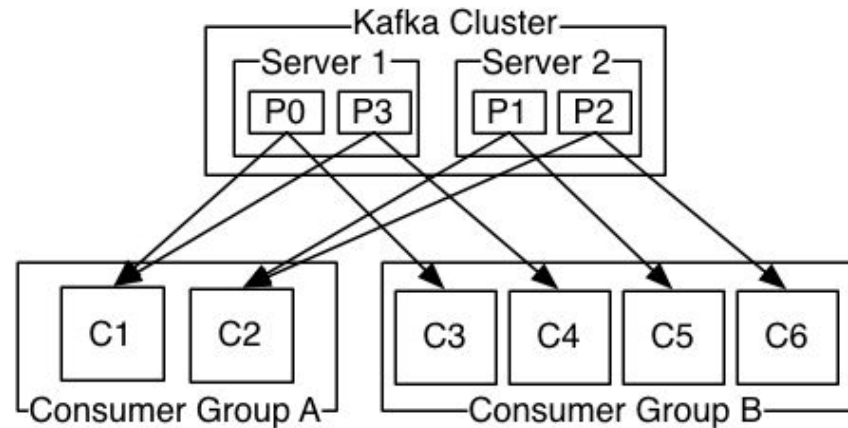 Kafka Cluster
Server 1 Server 2
P0 P3 P1 P2
C1 C2 C3 C4 C5 C6
Consumer Group A Consumer Group B